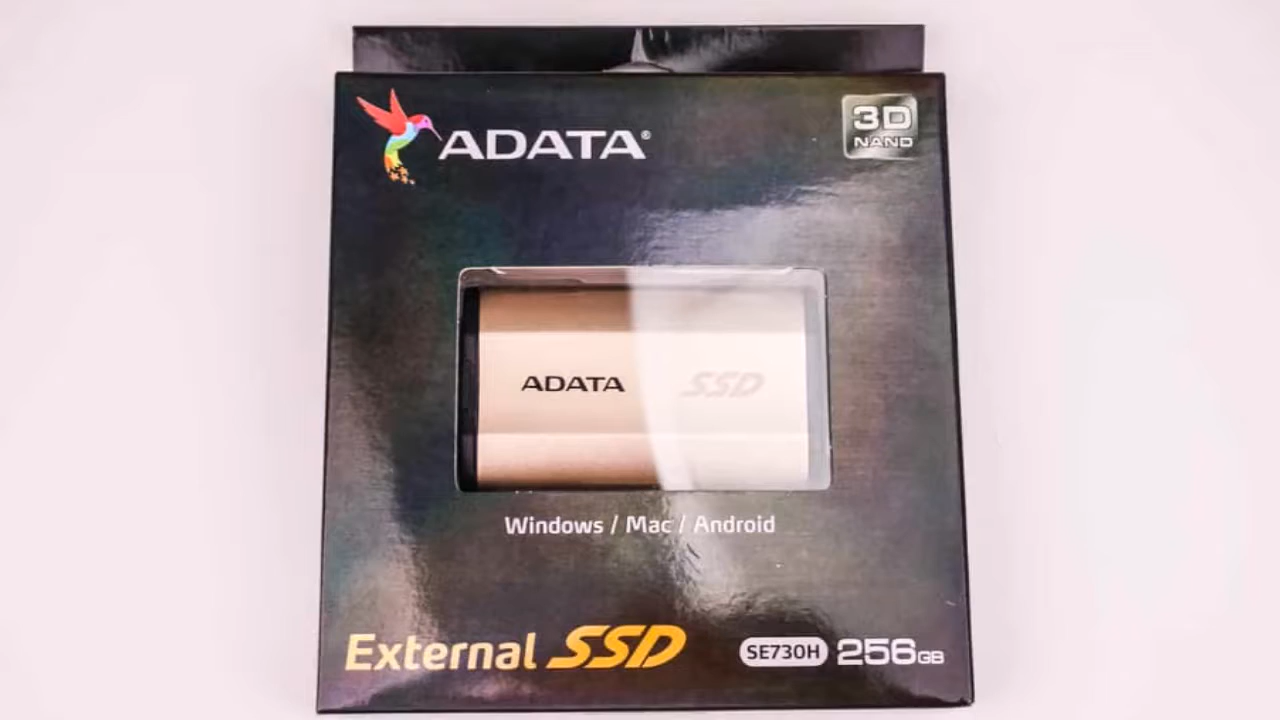 ADATA®
3D
NAND
ADATA SSD
Windows / Mac / Android
External SSD
SE730H 256GB